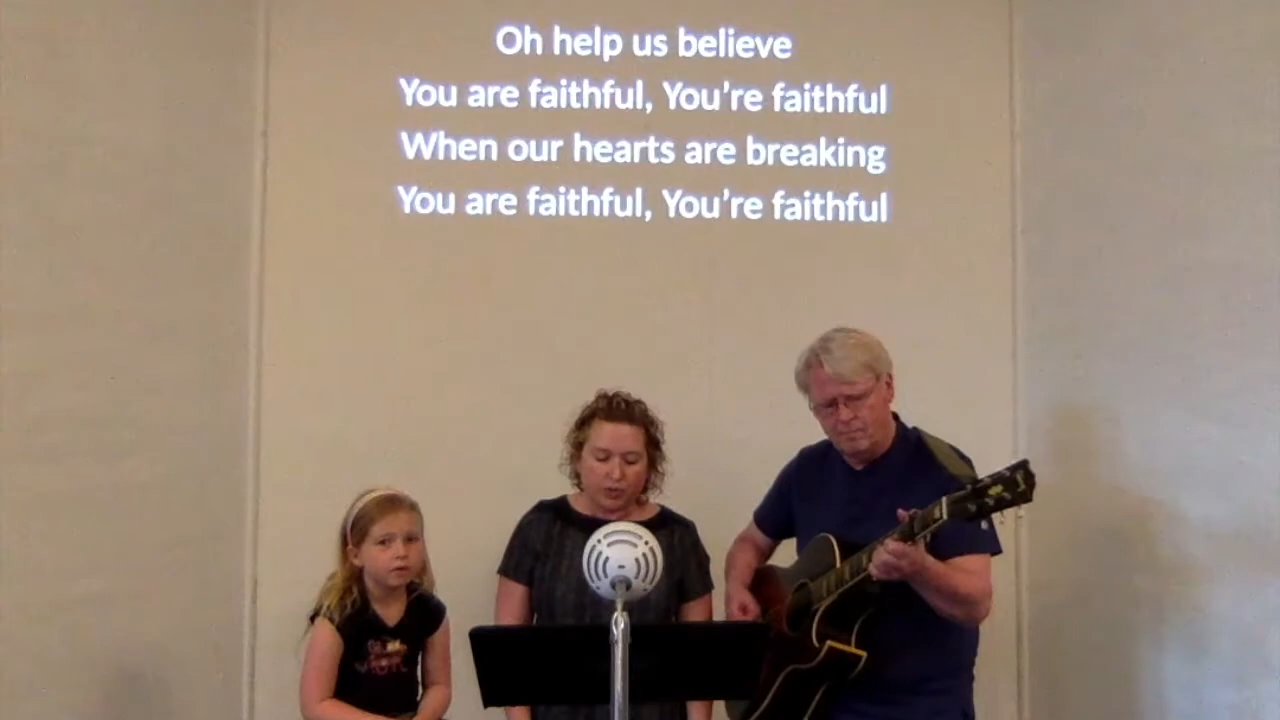 Oh help us believe
You are faithful, You're faithful
When our hearts are breaking
You are faithful, You're faithful